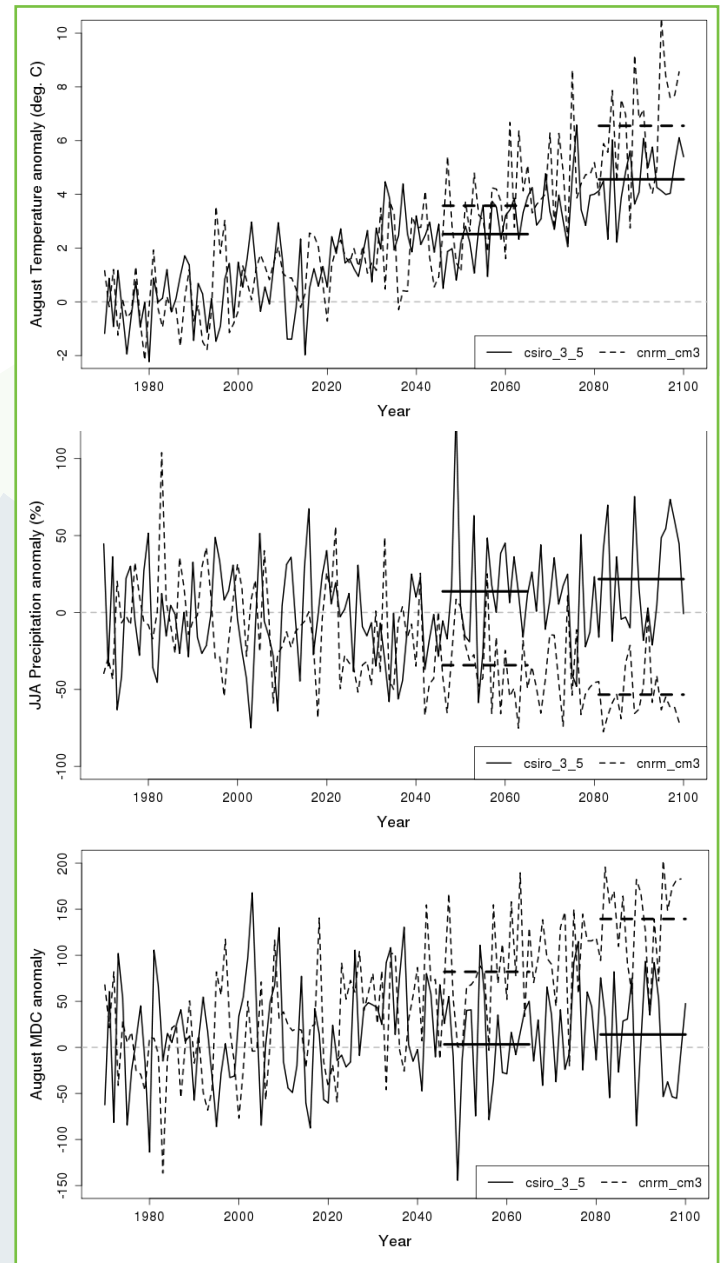 August Temperature anomaly (deg. C)
10
8
6
4
2
0
-2
csiro_3_5 cnrm_cm3
1980 2000 2020 2040 2060 2080 2100
Year
JJA Precipitation anomaly (%)
100
50
0
-50
-100
csiro_3_5 cnrm_cm3
1980 2000 2020 2040 2060 2080 2100
Year
August MDC anomaly
200
150
100
50
0
-50
-100
-150
csiro_3_5 cnrm_cm3
1980 2000 2020 2040 2060 2080 2100
Year